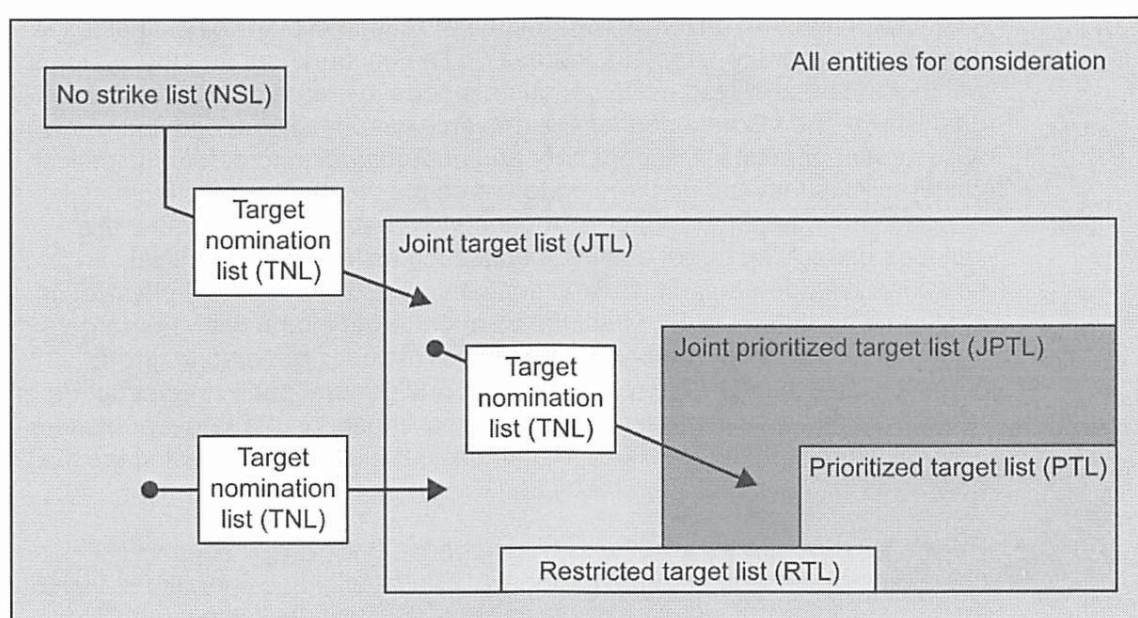 All entities for consideration
No strike list (NSL)
Target
nomination
list (TNL)
Joint target list (JTL)
Joint prioritized target list (JPTL)
Target
nomination
list (TNL)
Target
nomination
list (TNL)
Prioritized target list (PTL)
Restricted target list (RTL)